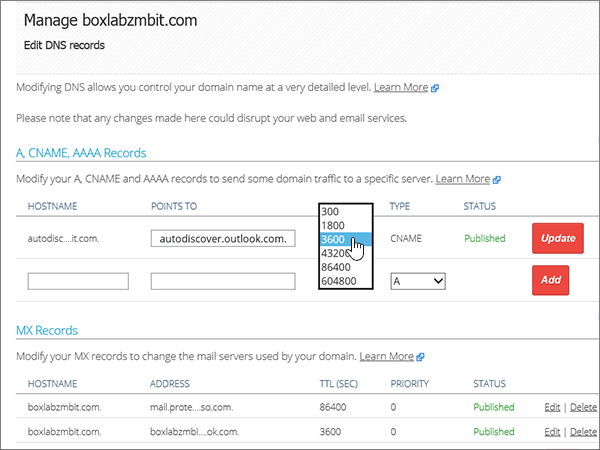 Manage boxlabzmbit.com
Edit DNS records
Modifying DNS allows you control your domain name at a very detailed level. Learn More
Please note that any changes made here could disrupt your web and email services.
A, CNAME, AAAA Records
Modify your A, CNAME and AAAA records to send some domain traffic to a specific server. Learn More
HOSTNAME POINTS TO TYPE STATUS
300
1800
autodisc....it.com. autodiscover.outlook.com. 3600 CNAME Published Update
43200
86400
604800
A Add
MX Records
Modify your MX records to change the mail servers used by your domain. Learn More
HOSTNAME ADDRESS TTL (SEC) PRIORITY STATUS
boxlabzmbit.com. mail.prote....so.com. 86400 0 Published Edit | Delete
boxlabzmbit.com. boxlabzmbi....ok.com. 3600 0 Published Edit | Delete